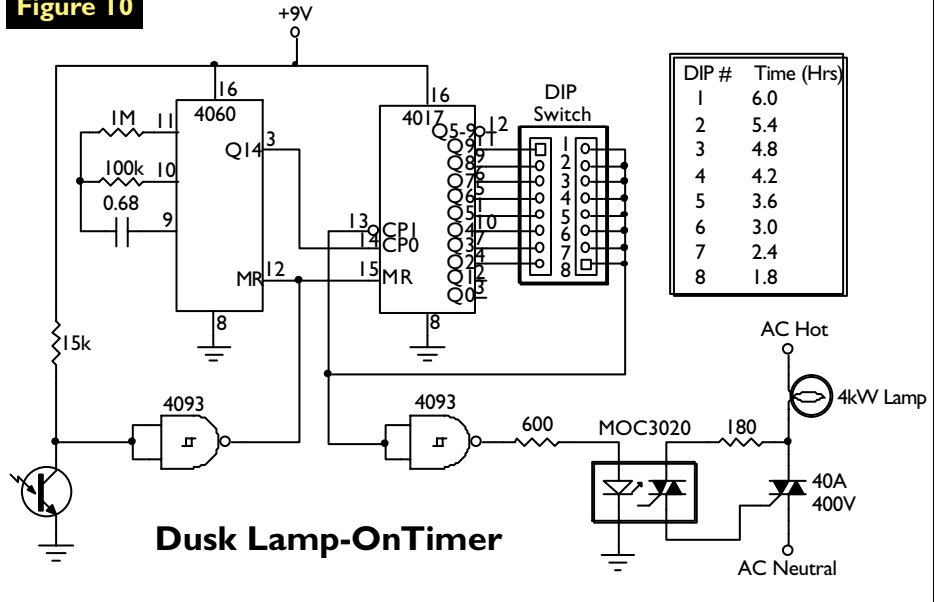 Figure 10
+9V
16
4060
1M
11
Q14
3
100k
10
0.68
9
MR
12
8
15k
16
4017
Q5-9
12
Q9
Q8
9
Q7
6
Q6
5
Q5
1
Q4
10
Q3
7
Q2
4
Q1
2
Q0
3
13
CP1
14
CP0
15
MR
8
DIP
Switch
1
2
3
4
5
6
7
8
DIP # Time (Hrs)
1 6.0
2 5.4
3 4.8
4 4.2
5 3.6
6 3.0
7 2.4
8 1.8
4093
4093
600
MOC3020
180
AC Hot
4kW Lamp
40A
400V
AC Neutral
Dusk Lamp-OnTimer